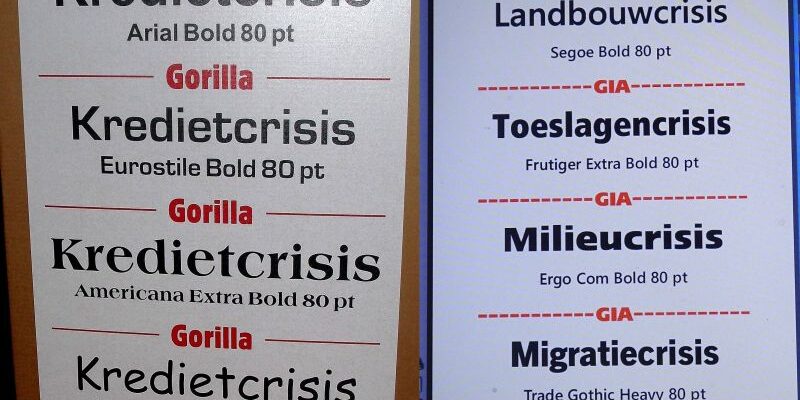 Kredietcrisis
Arial Bold 80 pt
Gorilla
Kredietcrisis
Eurostile Bold 80 pt
Gorilla
Kredietcrisis
Americana Extra Bold 80 pt
Gorilla
Kredietcrisis
Landbouwcrisis
Segoe Bold 80 pt
GIA
Toeslagencrisis
Frutiger Extra Bold 80 pt
GIA
Milieucrisis
Ergo Com Bold 80 pt
GIA
Migratiecrisis
Trade Gothic Heavy 80 pt